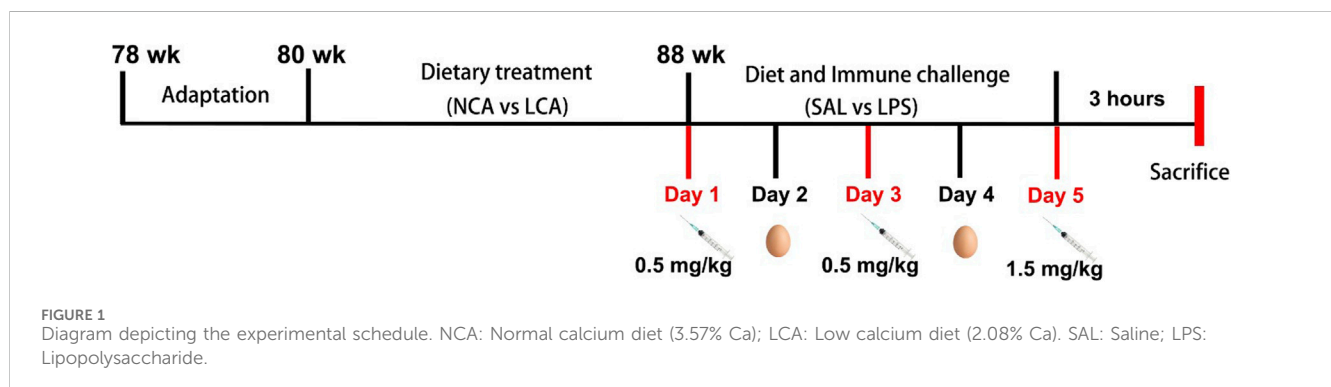 78 wk
80 wk
88 wk
Adaptation
Dietary treatment
(NCA vs LCA)
Diet and Immune challenge
(SAL vs LPS)
3 hours
Sacrifice
Day 1
Day 2
Day 3
Day 4
Day 5
0.5 mg/kg
0.5 mg/kg
1.5 mg/kg
FIGURE 1
Diagram depicting the experimental schedule. NCA: Normal calcium diet (3.57% Ca); LCA: Low calcium diet (2.08% Ca). SAL: Saline; LPS:
Lipopolysaccharide.